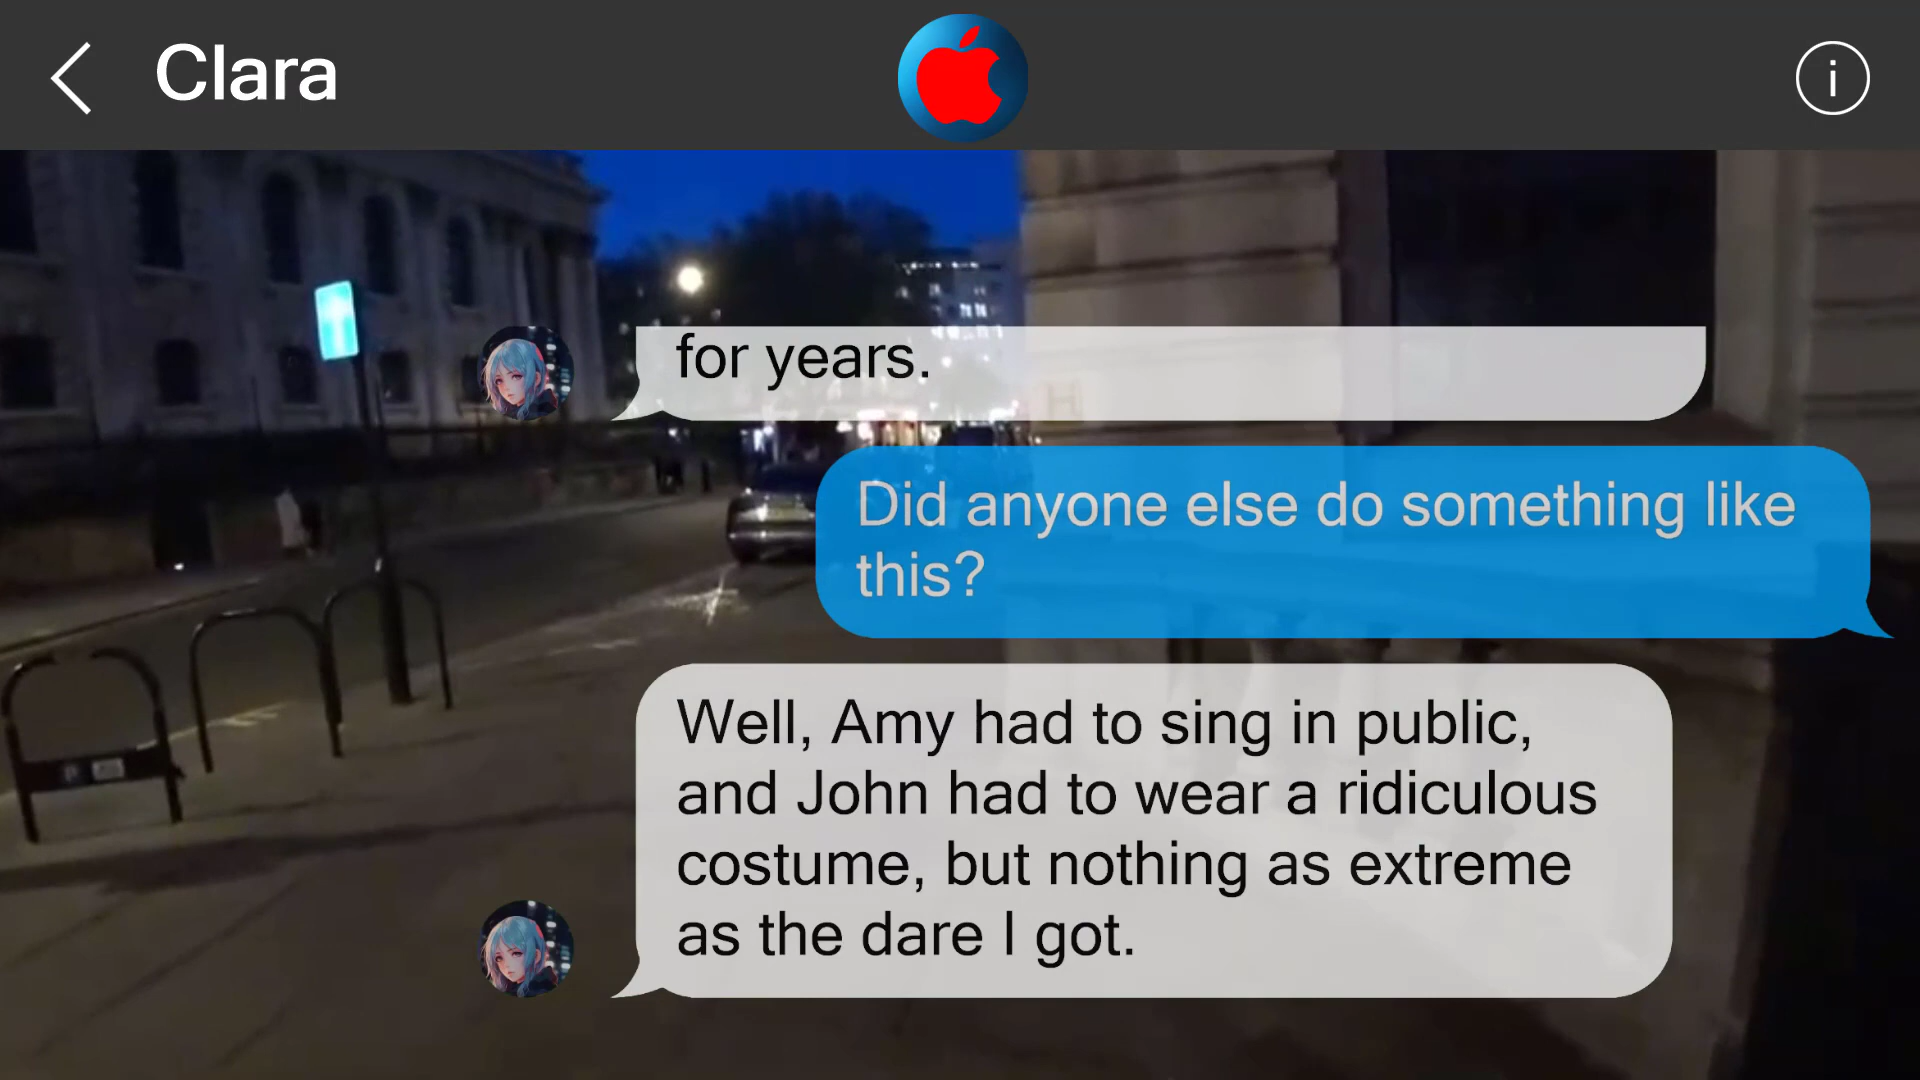 Clara
for years.
Did anyone else do something like
this?
Well, Amy had to sing in public,
and John had to wear a ridiculous
costume, but nothing as extreme
as the dare I got.